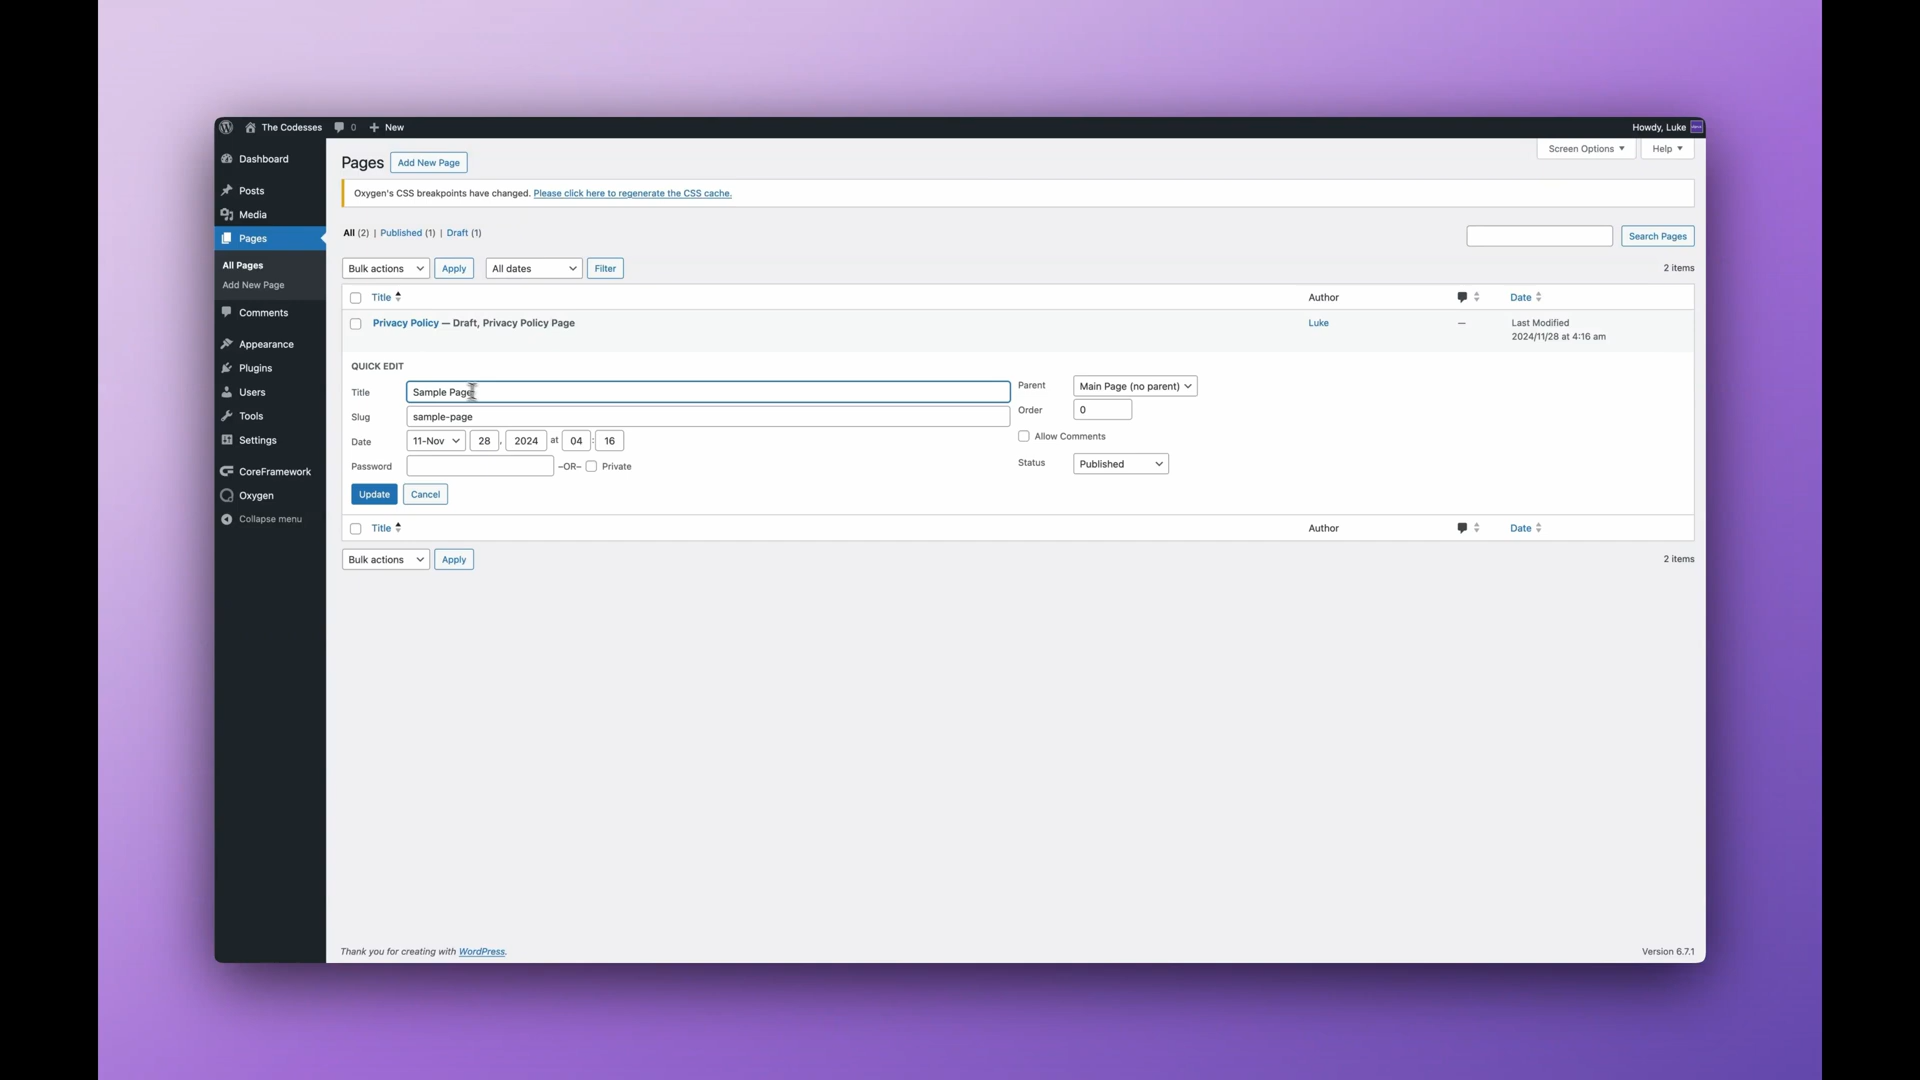 The Codesses 0 New Howdy, Luke
Dashboard
Posts
Media
Pages
All Pages
Add New Page
Comments
Appearance
Plugins
Users
Tools
Settings
CoreFramework
Oxygen
Collapse menu
Screen Options Help
Pages Add New Page
Oxygen's CSS breakpoints have changed. Please click here to regenerate the CSS cache.
All (2) | Published (1) | Draft (1)
Search Pages
Bulk actions Apply All dates Filter 2 items
Title Author Date
Privacy Policy — Draft, Privacy Policy Page Luke — Last Modified
2024/11/28 at 4:16 am
QUICK EDIT
Title Sample Page Parent Main Page (no parent)
Slug sample-page Order 0
Date 11-Nov 28 , 2024 at 04 : 16 Allow Comments
Password –OR– Private Status Published
Update Cancel
Title Author Date
Bulk actions Apply 2 items
Thank you for creating with WordPress. Version 6.7.1